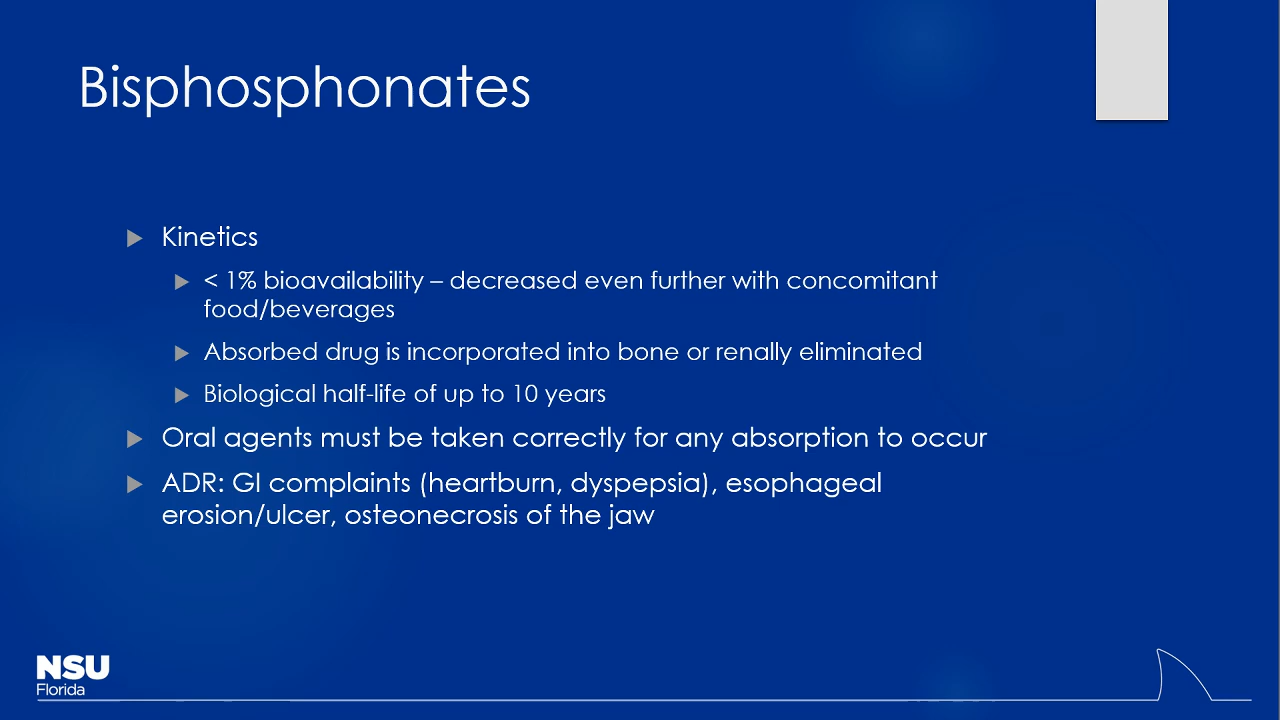 Bisphosphonates
Kinetics
< 1% bioavailability – decreased even further with concomitant
food/beverages
Absorbed drug is incorporated into bone or renally eliminated
Biological half-life of up to 10 years
Oral agents must be taken correctly for any absorption to occur
ADR: GI complaints (heartburn, dyspepsia), esophageal
erosion/ulcer, osteonecrosis of the jaw
NSU
Florida